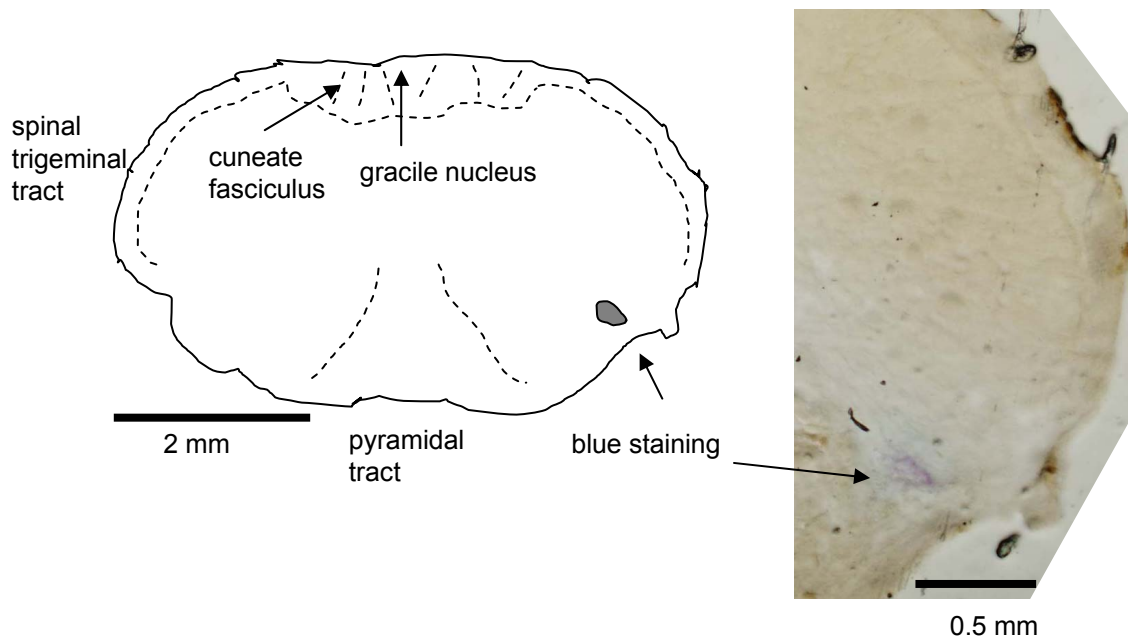 spinal
trigeminal
tract
cuneate
fasciculus
gracile nucleus
2 mm
pyramidal
tract
blue staining
0.5 mm